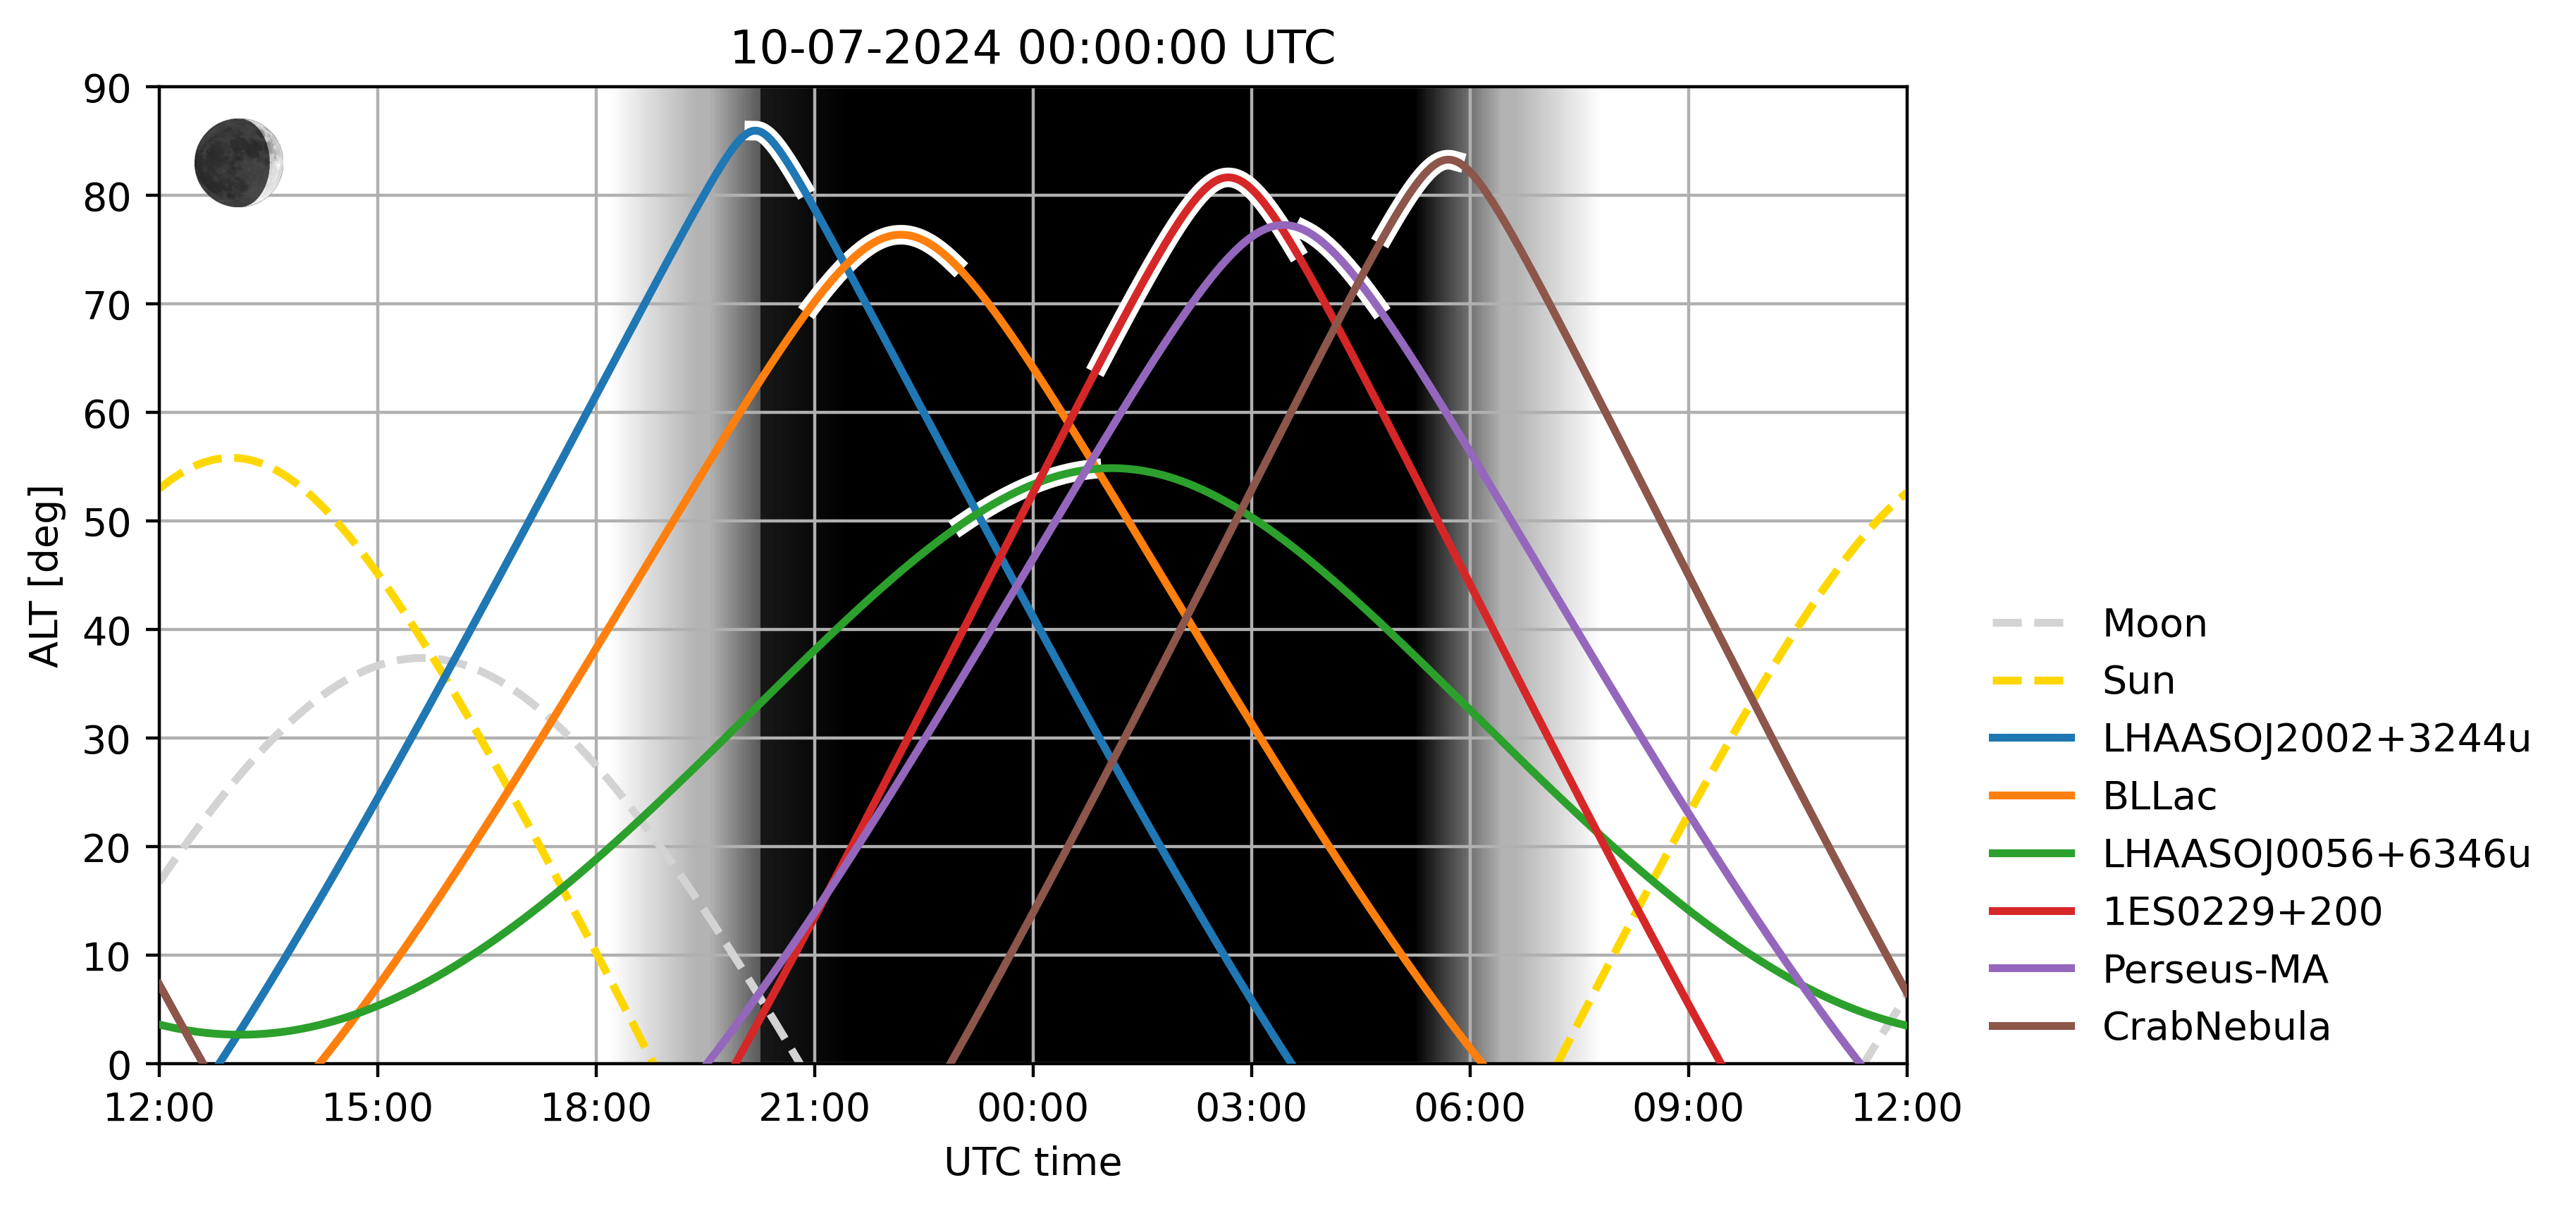 10-07-2024 00:00:00 UTC
90
80
70
60
50
40
30
20
10
0
ALT [deg]
12:00 15:00 18:00 21:00 00:00 03:00 06:00 09:00 12:00
UTC time
Moon
Sun
LHAASOJ2002+3244u
BLLac
LHAASOJ0056+6346u
1ES0229+200
Perseus-MA
CrabNebula